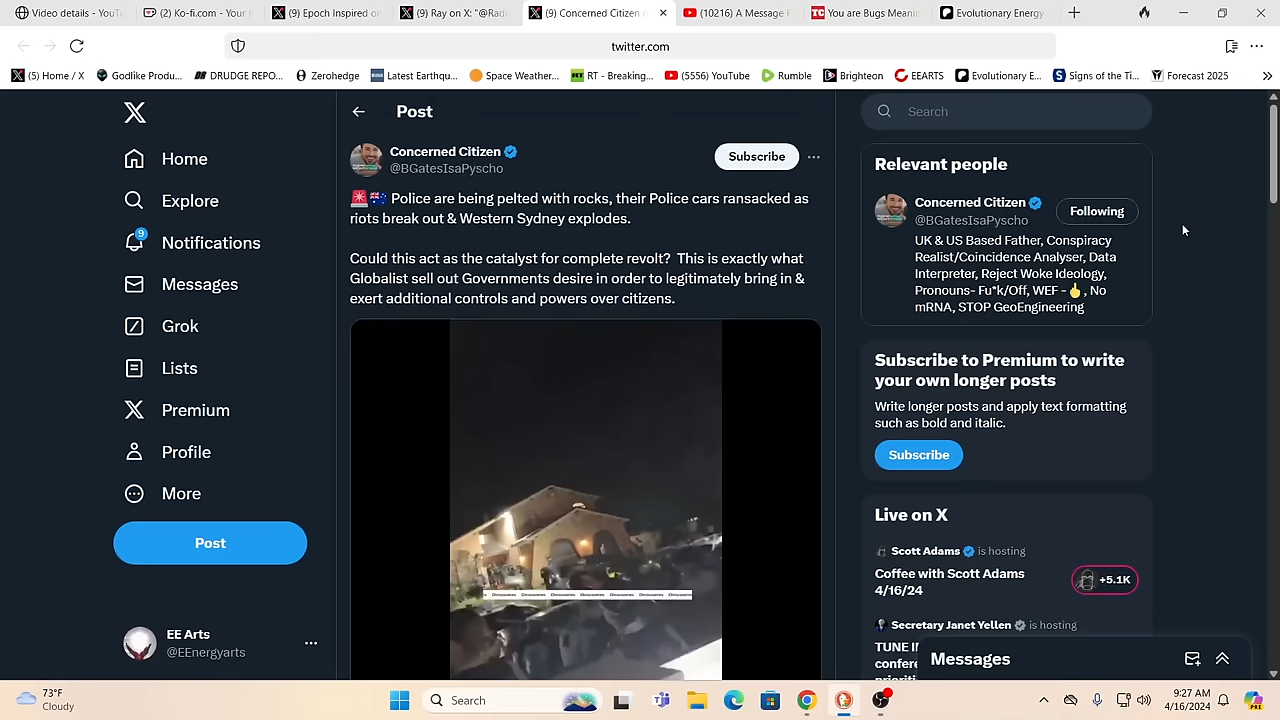 Video details - YouT
(2) Ko-fi.com - Your
(9) Epoch Inspired o
(9) Ray on X: "@Radi
(9) Concerned Citizen o
(10216) A Message F
You are Bugs Meanin
Evolutionary Energy
twitter.com
(5) Home / X
Godlike Produ...
DRUDGE REPO...
Zerohedge
Latest Earthqu...
Space Weather...
RT - Breaking...
(5556) YouTube
Rumble
Brighteon
EEARTS
Evolutionary E...
Signs of the Ti...
Forecast 2025
Home
Explore
9
Notifications
Messages
Grok
Lists
Premium
Profile
More
Post
EE Arts
@EEnergyarts
Post
Concerned Citizen
@BGatesIsaPyscho
Subscribe
🚨🇦🇺 Police are being pelted with rocks, their Police cars ransacked as
riots break out & Western Sydney explodes.
Could this act as the catalyst for complete revolt? This is exactly what
Globalist sell out Governments desire in order to legitimately bring in &
exert additional controls and powers over citizens.
Search
Relevant people
Concerned Citizen
@BGatesIsaPyscho
Following
UK & US Based Father, Conspiracy
Realist/Coincidence Analyser, Data
Interpreter, Reject Woke Ideology,
Pronouns- Fu*k/Off, WEF -🖕, No
mRNA, STOP GeoEngineering
Subscribe to Premium to write
your own longer posts
Write longer posts and apply text formatting
such as bold and italic.
Subscribe
Live on X
Scott Adams is hosting
Coffee with Scott Adams
4/16/24
+5.1K
Secretary Janet Yellen is hosting
TUNE IN
confere
Messages
73°F
Cloudy
Search
9:27 AM
4/16/2024